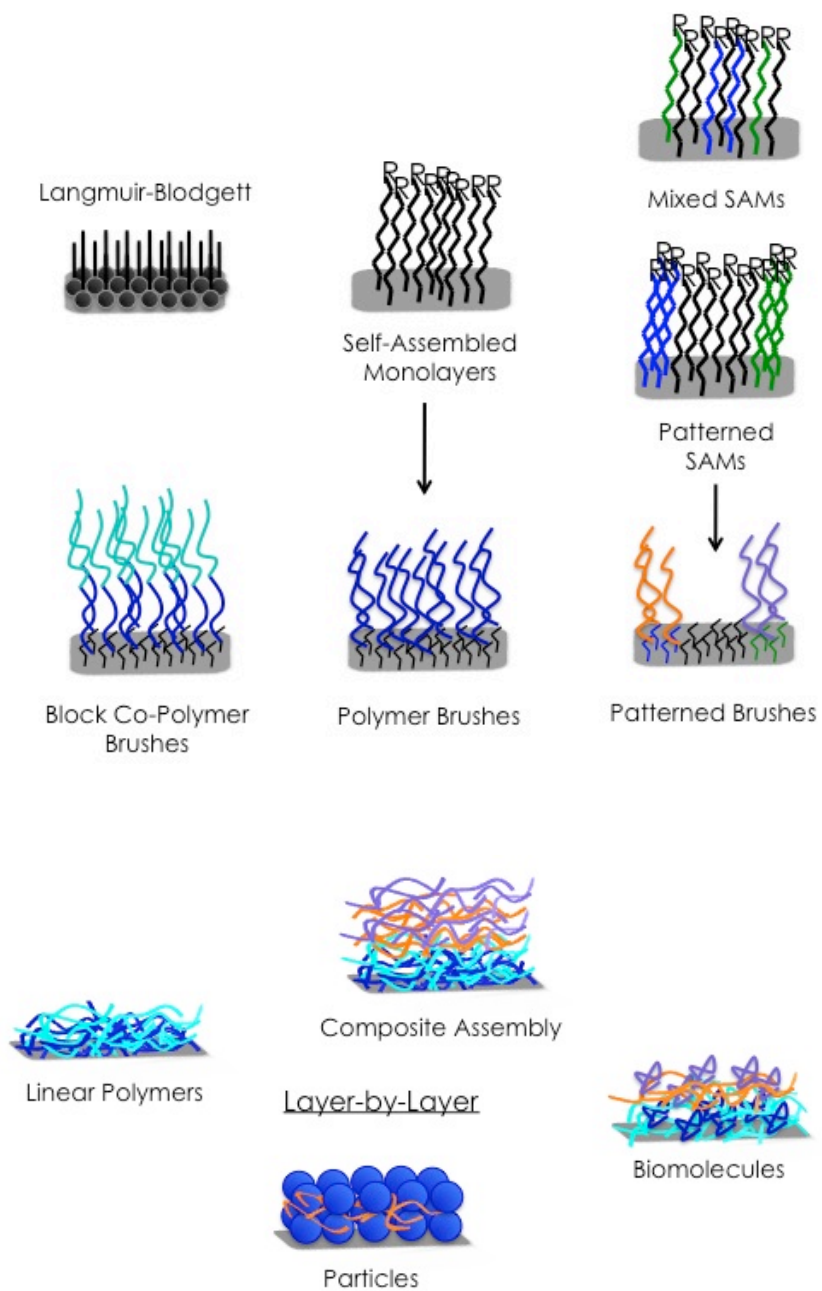 R R R R R R R R R
Mixed SAMs
Langmuir-Blodgett
R R R R R R R R R
Self-Assembled
Monolayers
R R R R R R R R R R R R R R
Patterned
SAMs
Block Co-Polymer
Brushes
Polymer Brushes
Patterned Brushes
Composite Assembly
Linear Polymers
Layer-by-Layer
Biomolecules
Particles